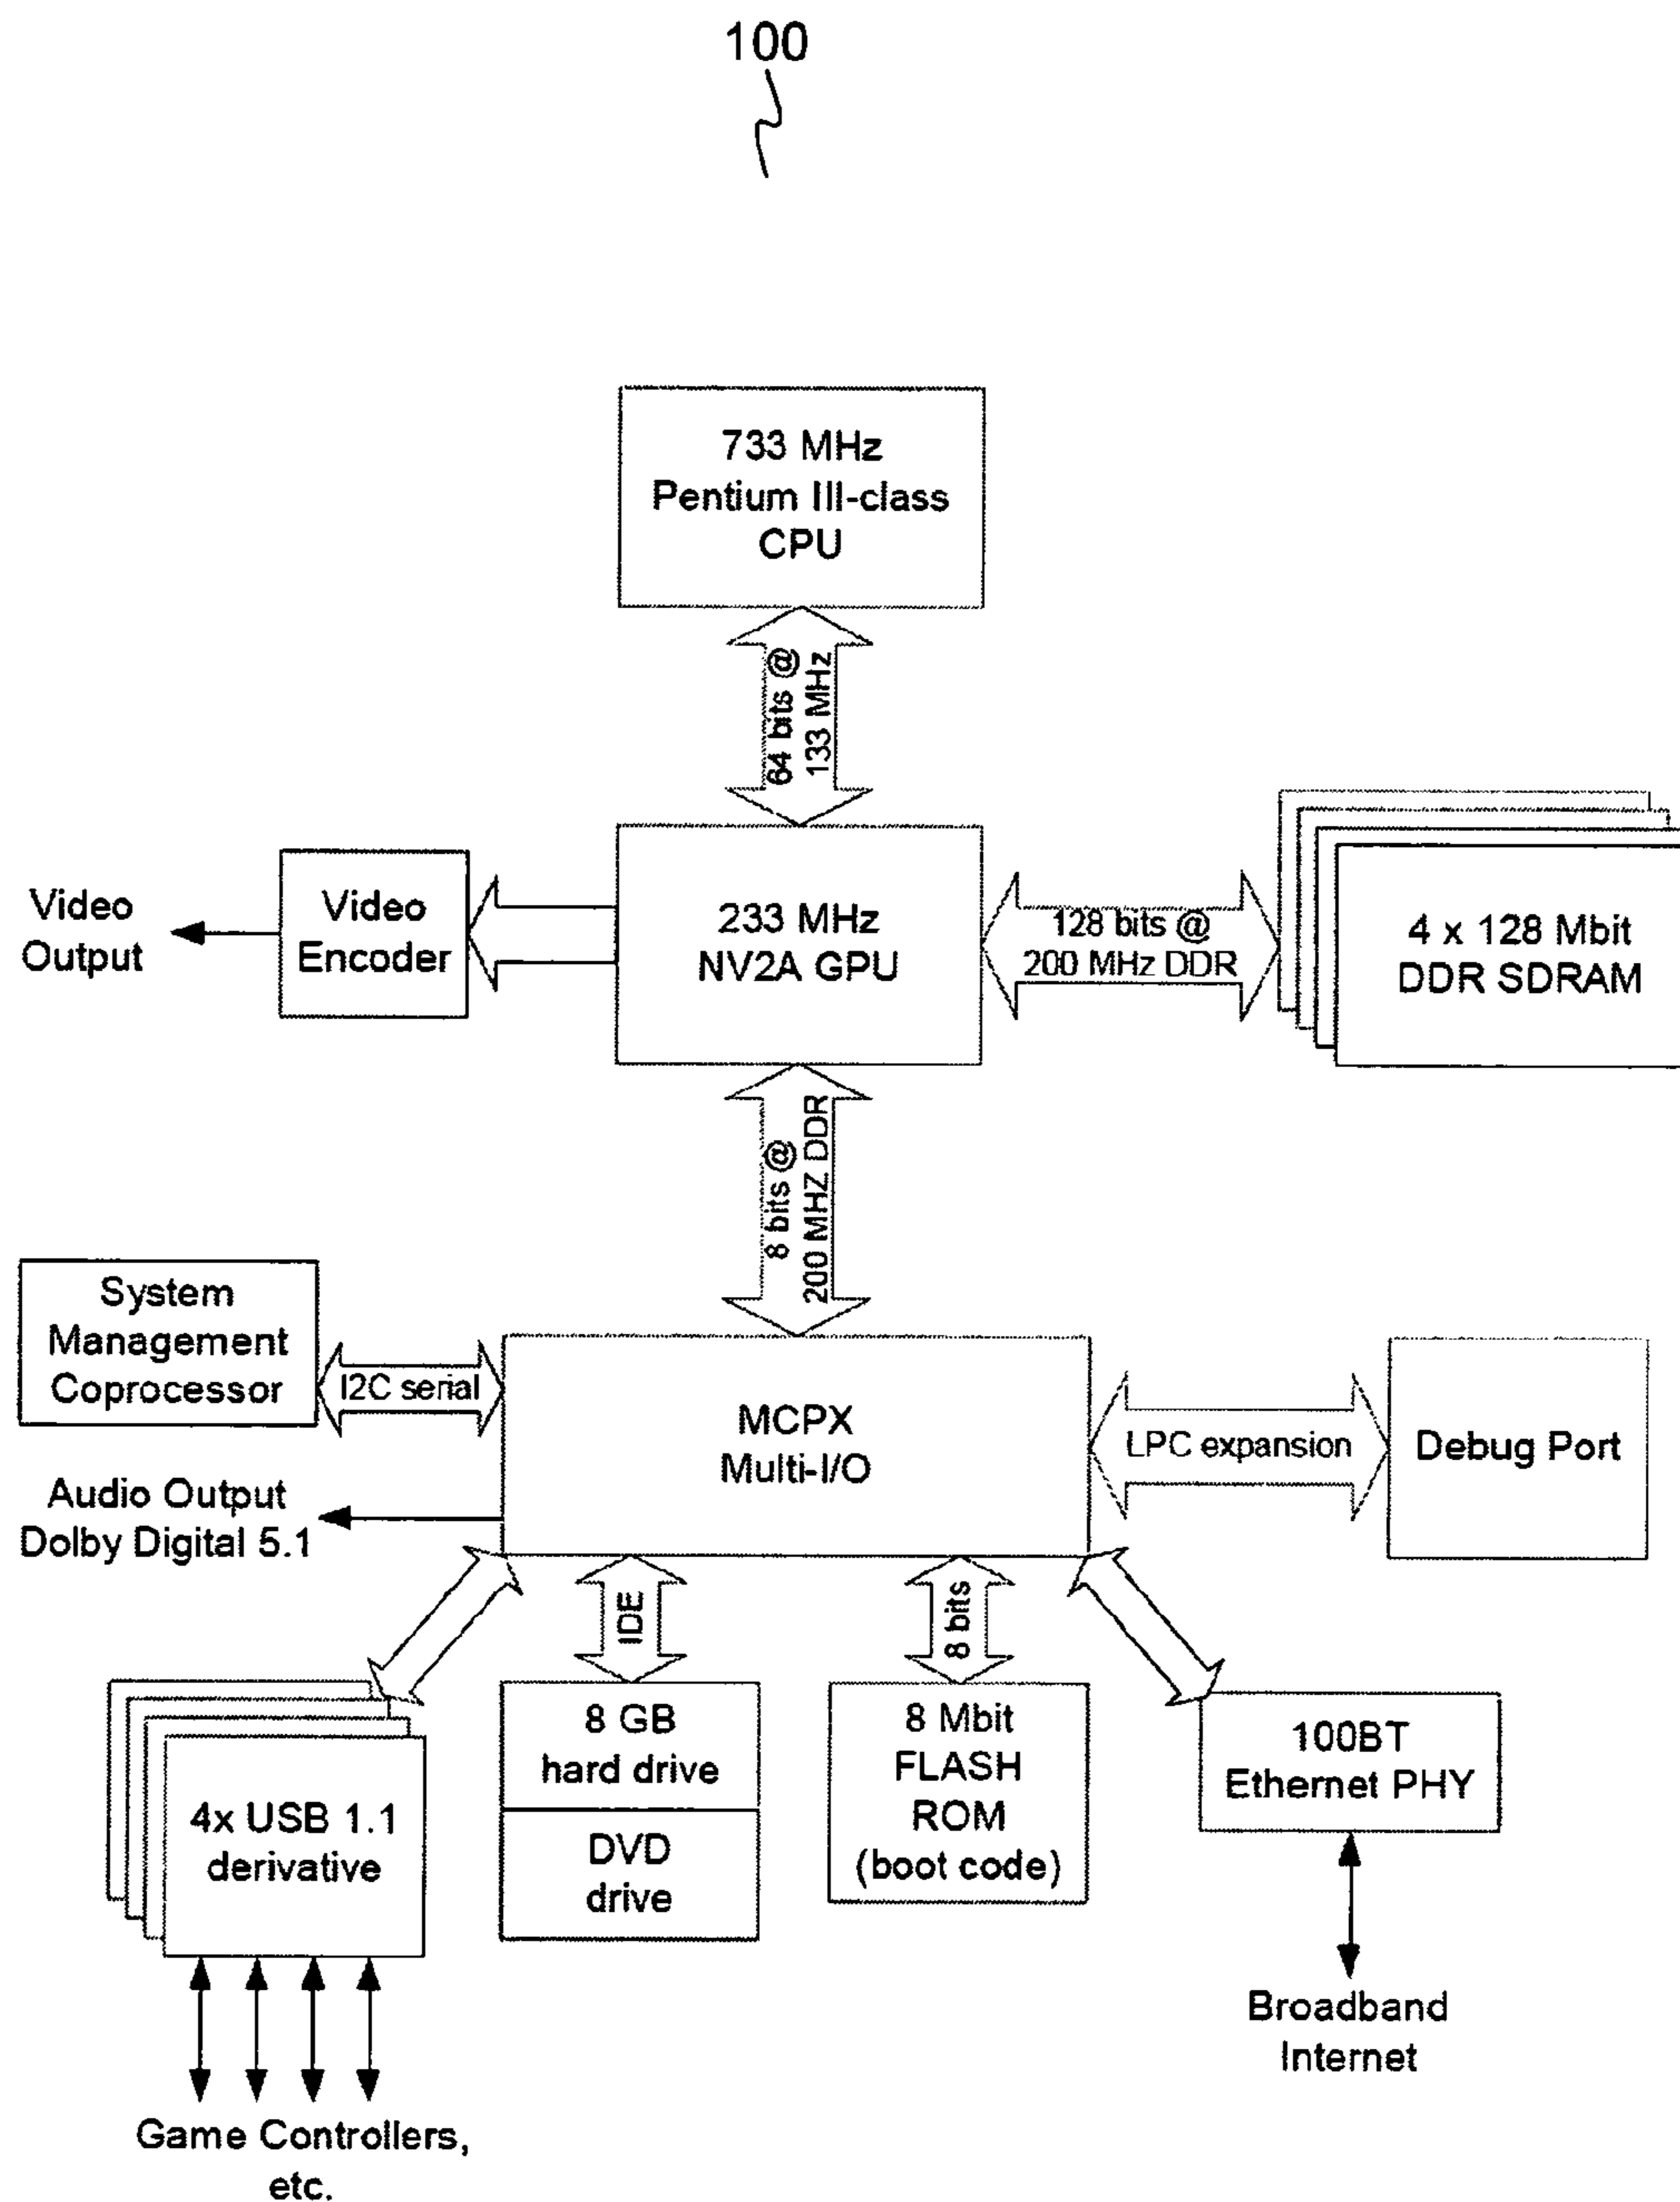 100
733 MHz
Pentium III-class
CPU
64 bits @
133 MHz
Video
Output
Video
Encoder
233 MHz
NV2A GPU
128 bits @
200 MHz DDR
4 x 128 Mbit
DDR SDRAM
8 bits @
200 MHZ DDR
System
Management
Coprocessor
I2C serial
MCPX
Multi-I/O
LPC expansion
Debug Port
Audio Output
Dolby Digital 5.1
IDE
8 bits
4x USB 1.1
derivative
8 GB
hard drive
DVD
drive
8 Mbit
FLASH
ROM
(boot code)
100BT
Ethernet PHY
Broadband
Internet
Game Controllers,
etc.